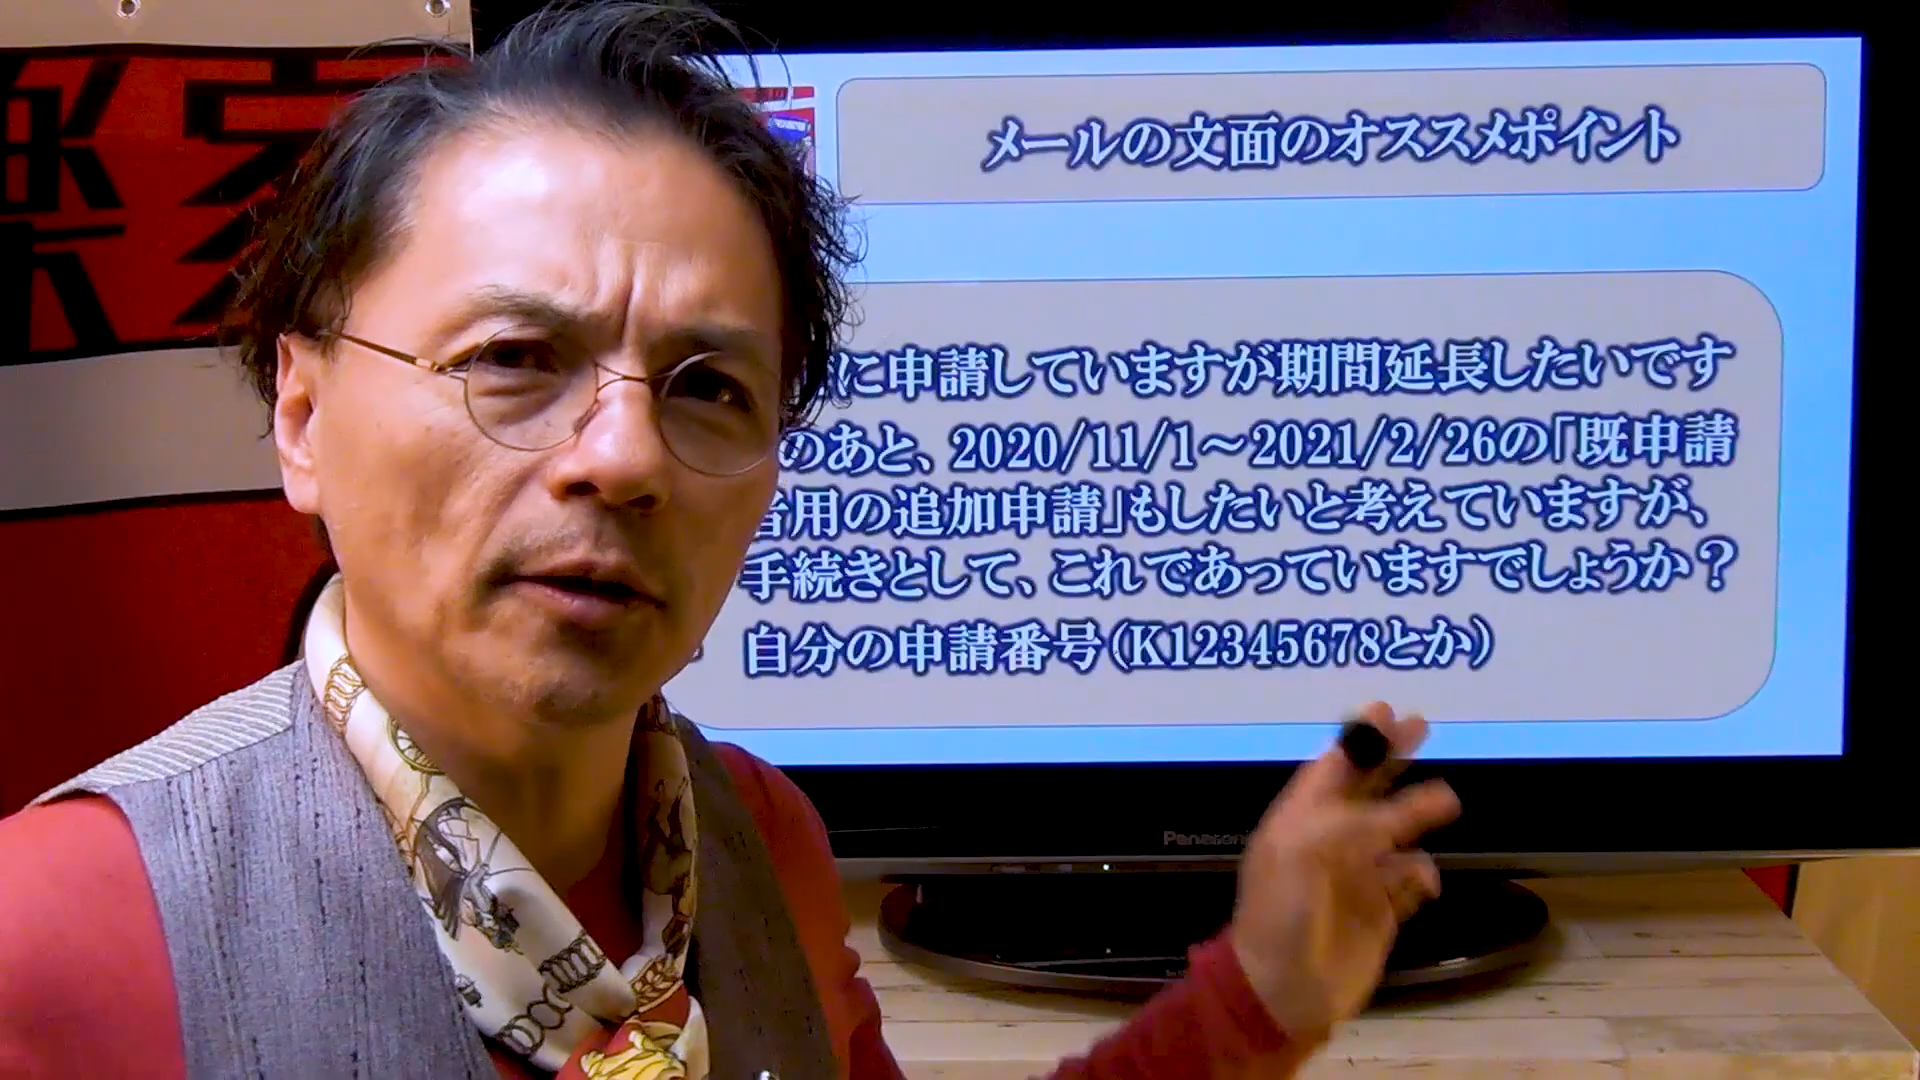 メールの文面のオススメポイント
に申請していますが期間延長したいです
のあと、2020/11/1～2021/2/26の「既申請
者用の追加申請」もしたいと考えていますが、
手続きとして、これであっていますでしょうか？
自分の申請番号（K12345678とか）
Panasonic